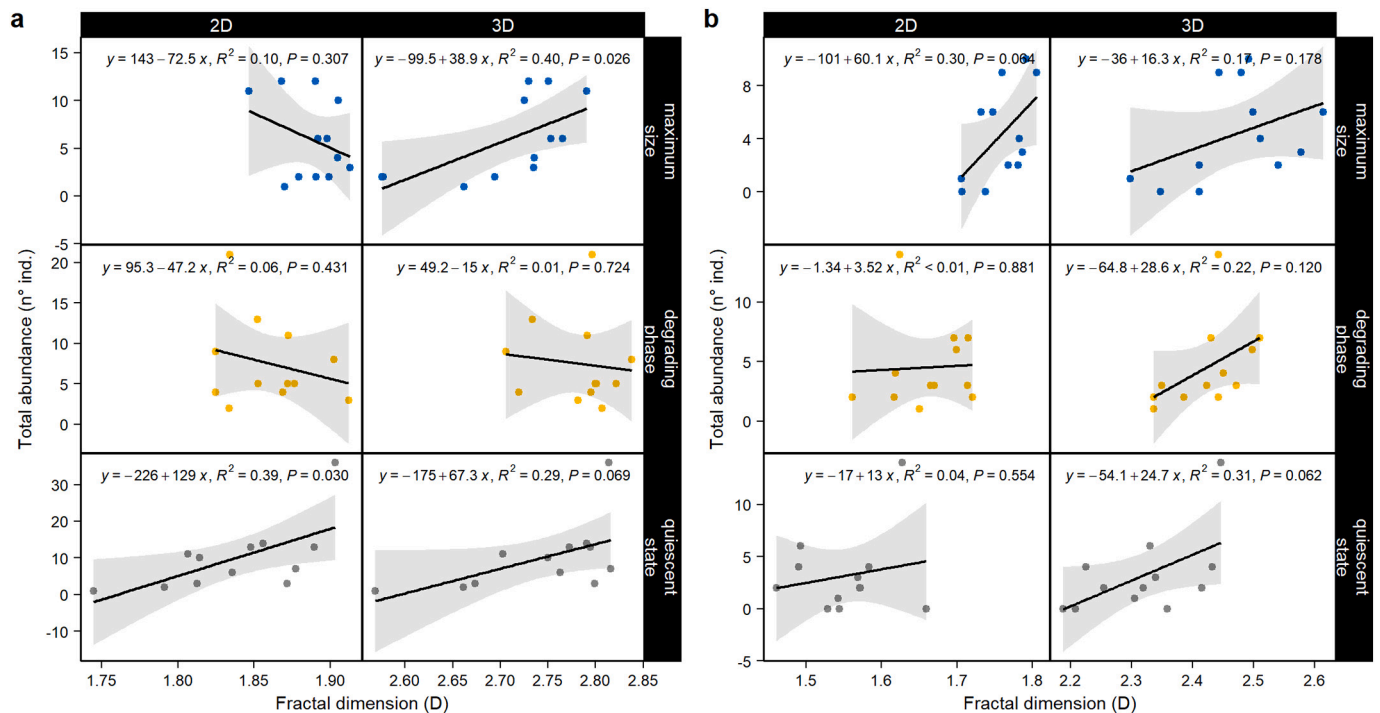 a
2D
3D
y = 143 − 72.5 x, R² = 0.10, P = 0.307
y = −99.5 + 38.9 x, R² = 0.40, P = 0.026
maximum
size
15
10
5
0
-5
y = 95.3 − 47.2 x, R² = 0.06, P = 0.431
y = 49.2 − 15 x, R² = 0.01, P = 0.724
degrading
phase
20
15
10
5
0
Total abundance (n° ind.)
y = −226 + 129 x, R² = 0.39, P = 0.030
y = −175 + 67.3 x, R² = 0.29, P = 0.069
quiescent
state
30
20
10
0
-10
1.75 1.80 1.85 1.90
2.60 2.65 2.70 2.75 2.80 2.85
Fractal dimension (D)
b
2D
3D
y = −101 + 60.1 x, R² = 0.30, P = 0.064
y = −36 + 16.3 x, R² = 0.17, P = 0.178
maximum
size
8
4
0
y = −1.34 + 3.52 x, R² < 0.01, P = 0.881
y = −64.8 + 28.6 x, R² = 0.22, P = 0.120
degrading
phase
10
5
0
Total abundance (n° ind.)
y = −17 + 13 x, R² = 0.04, P = 0.554
y = −54.1 + 24.7 x, R² = 0.31, P = 0.062
quiescent
state
10
5
0
-5
1.5 1.6 1.7 1.8
2.2 2.3 2.4 2.5 2.6
Fractal dimension (D)